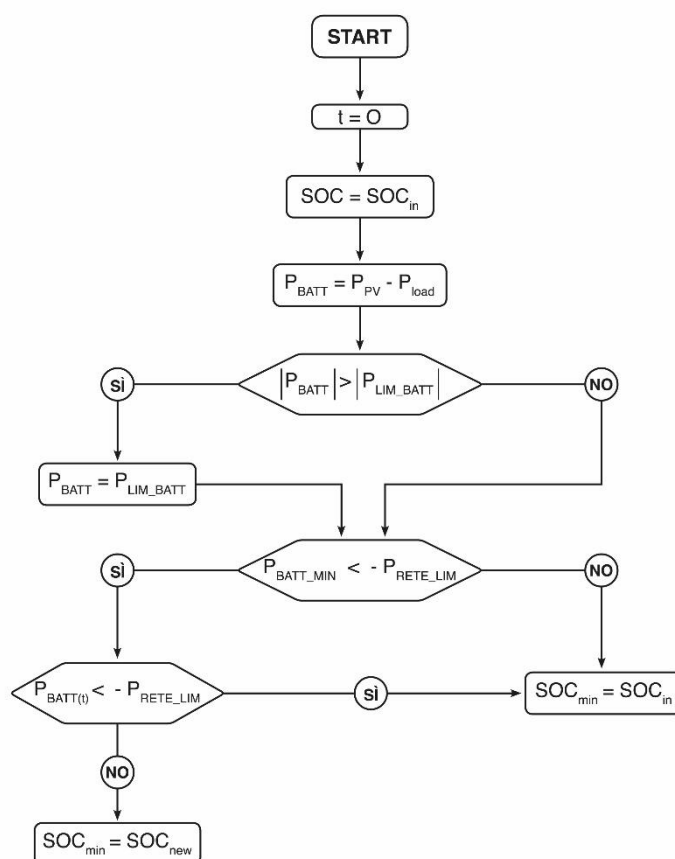 START
t = O
SOC = SOC_in
P_BATT = P_PV - P_load
SÌ
|P_BATT| > |P_LIM_BATT|
NO
P_BATT = P_LIM_BATT
SÌ
P_BATT_MIN < - P_RETE_LIM
NO
P_BATT(t) < - P_RETE_LIM
SÌ
SOC_min = SOC_in
NO
SOC_min = SOC_new